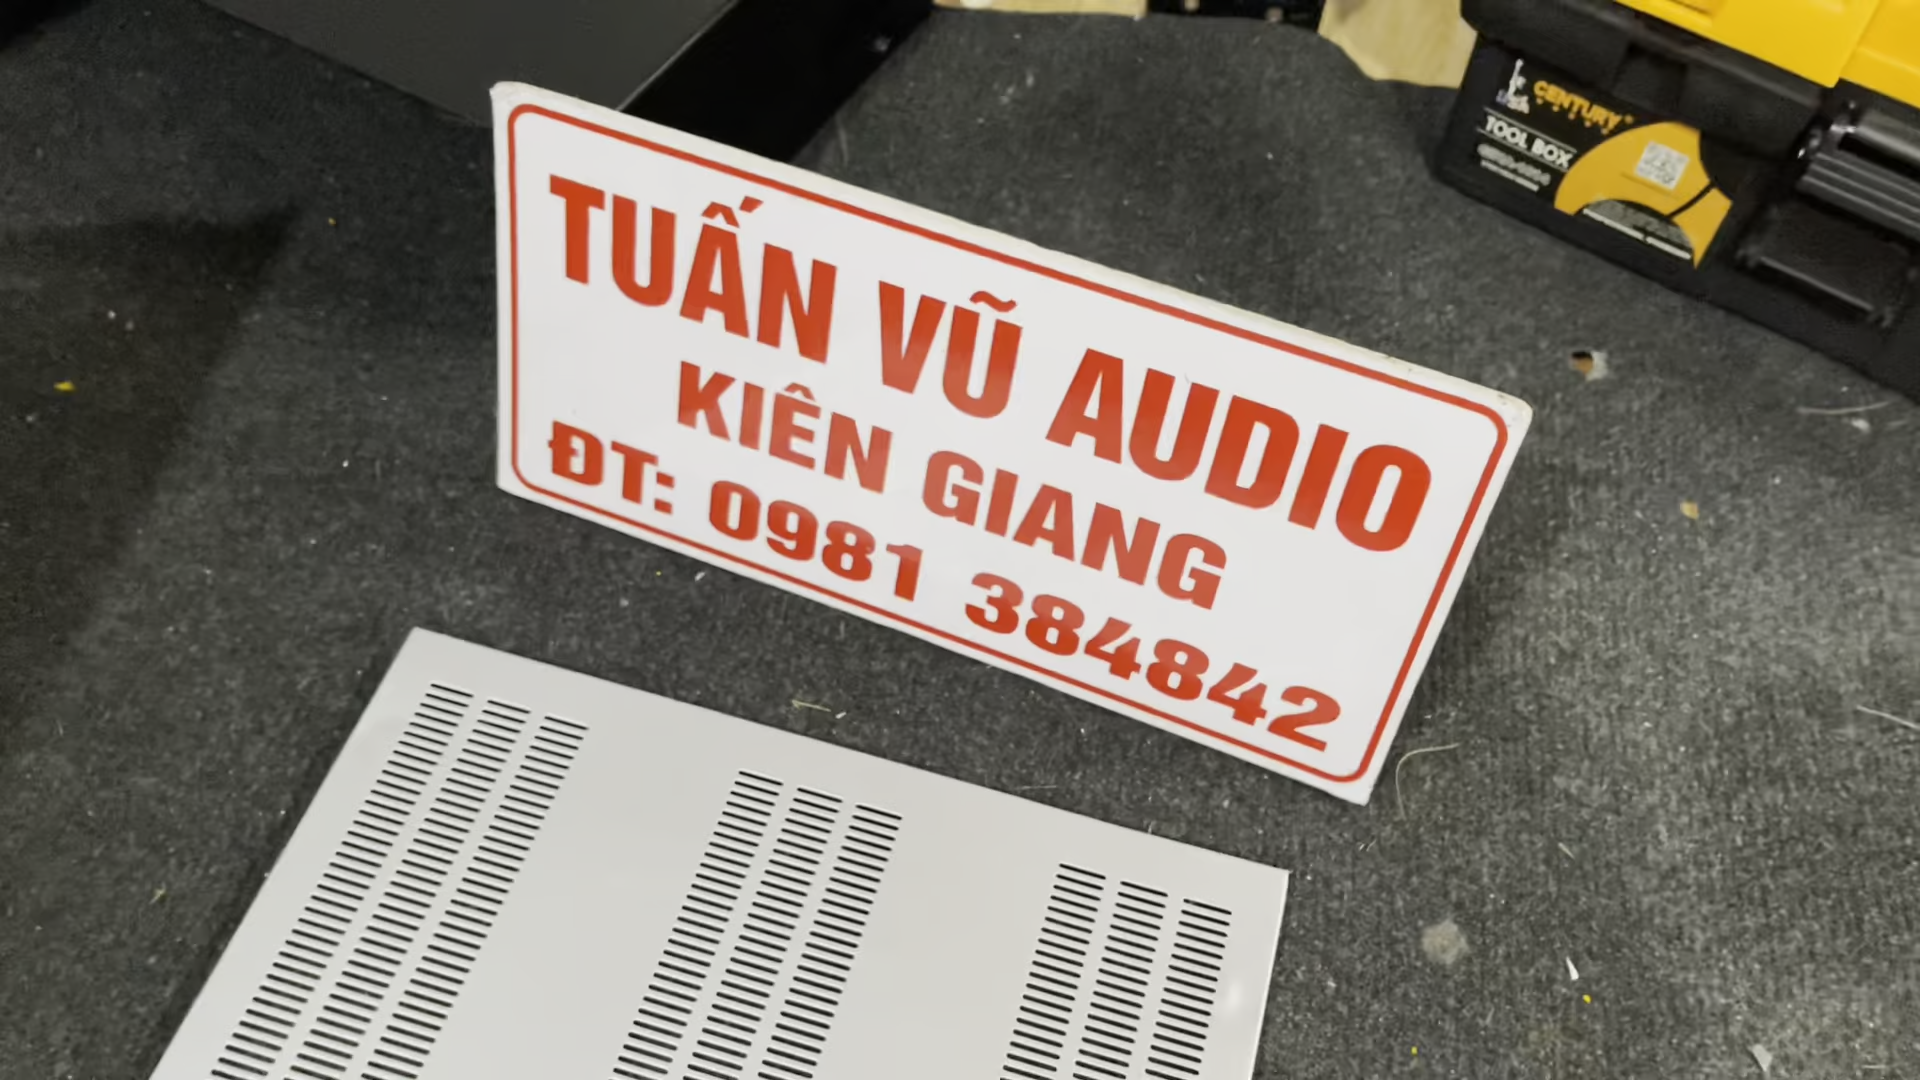 TUẤN VŨ AUDIO
KIÊN GIANG
ĐT: 0981 384842
CENTURY
TOOL BOX